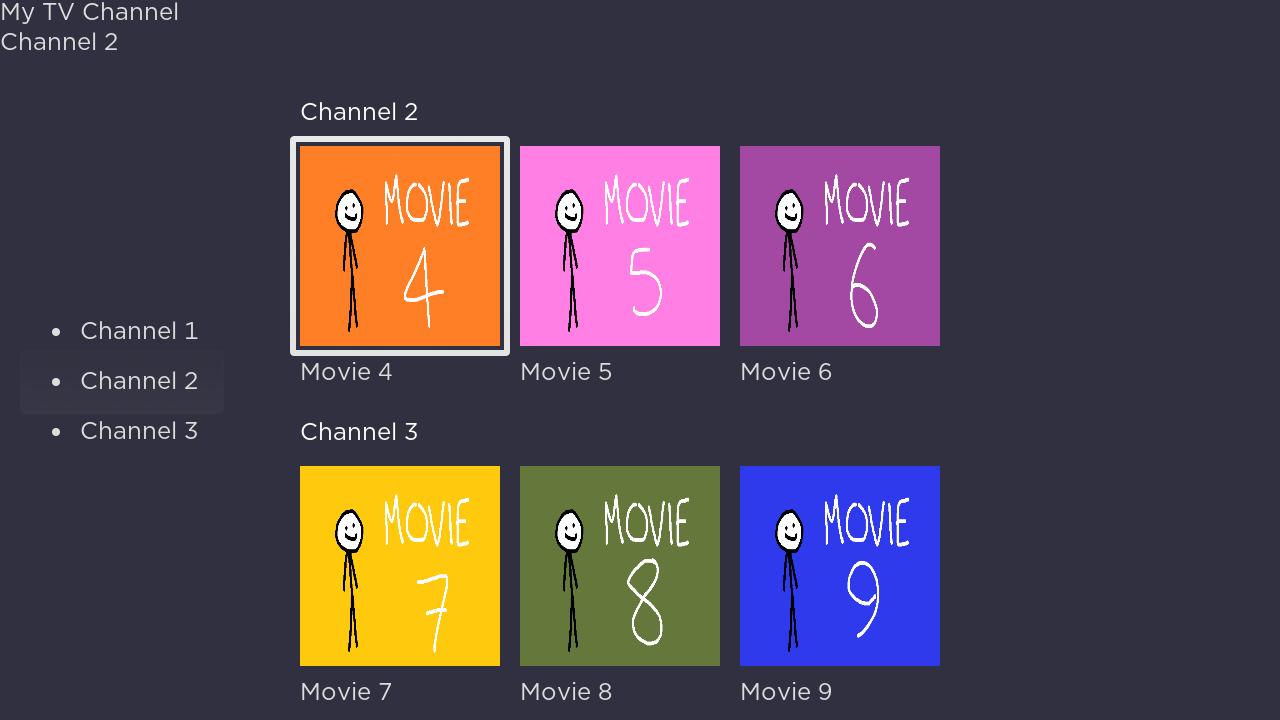 My TV Channel
Channel 2
Channel 1
Channel 2
Channel 3
Channel 2
MOVIE
4
MOVIE
5
MOVIE
6
Movie 4
Movie 5
Movie 6
Channel 3
MOVIE
7
MOVIE
8
MOVIE
9
Movie 7
Movie 8
Movie 9